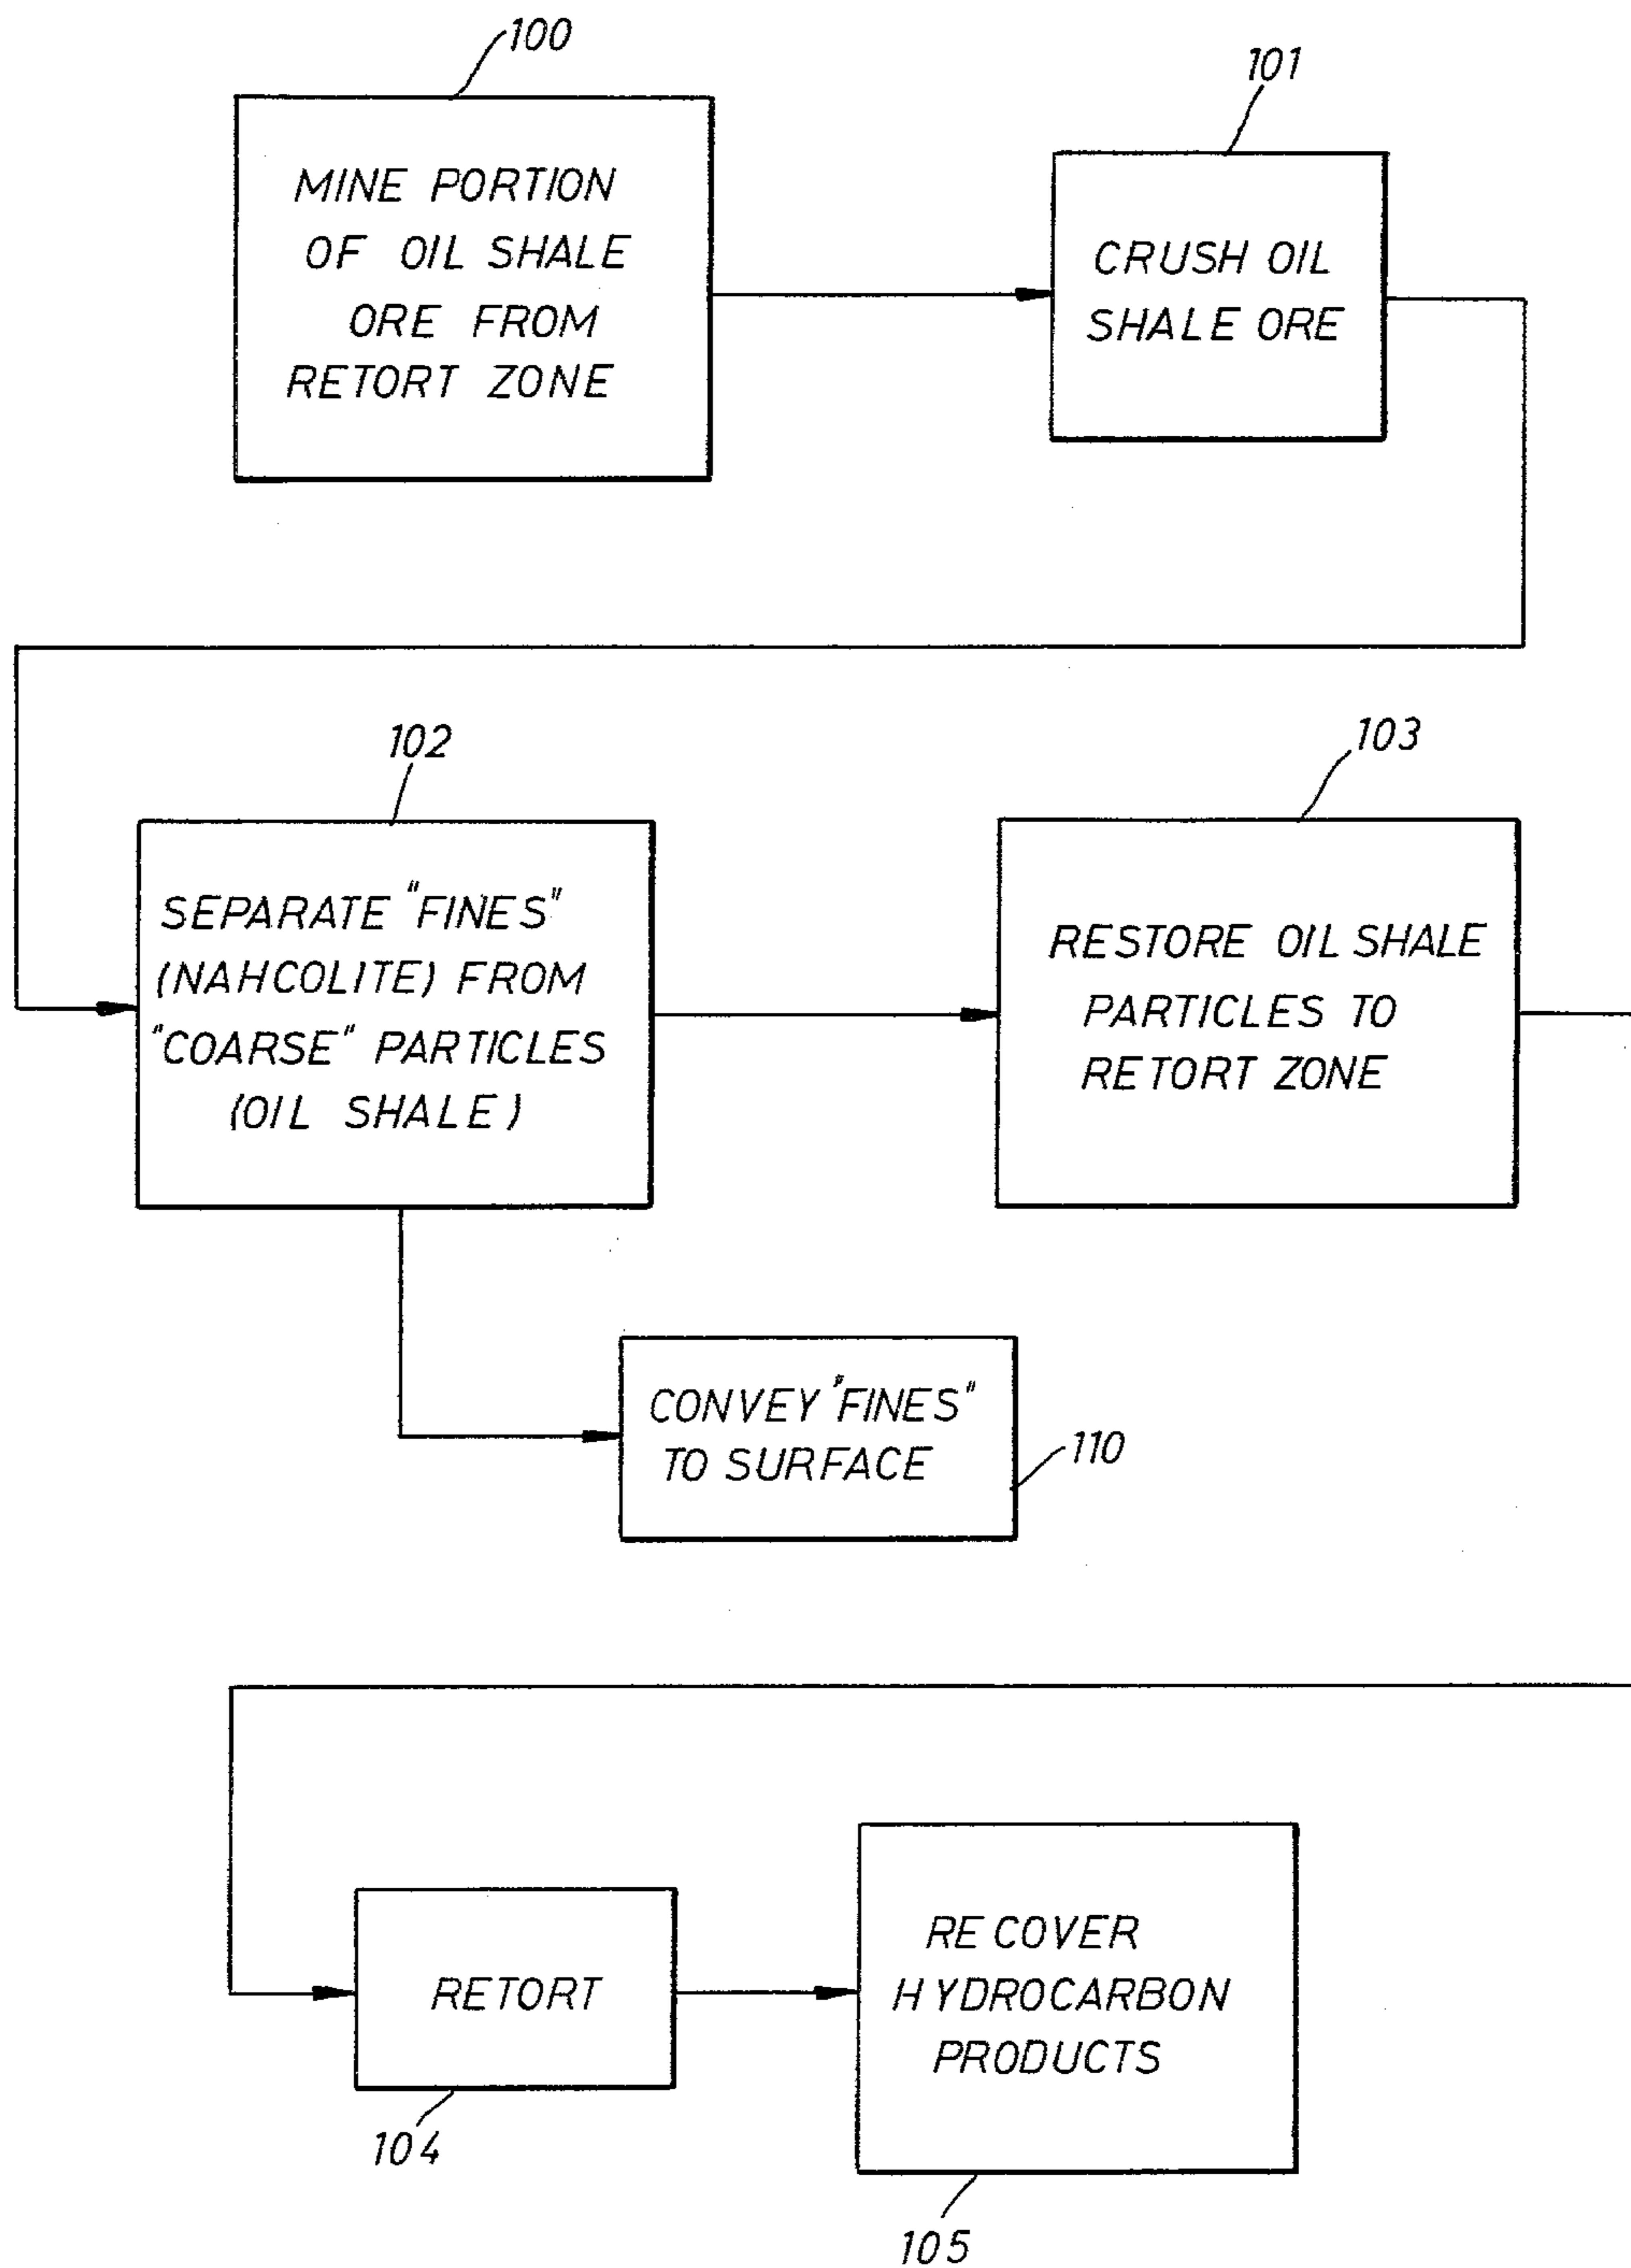 100
MINE PORTION
OF OIL SHALE
ORE FROM
RETORT ZONE
101
CRUSH OIL
SHALE ORE
102
SEPARATE "FINES"
(NAHCOLITE) FROM
"COARSE" PARTICLES
(OIL SHALE)
103
RESTORE OIL SHALE
PARTICLES TO
RETORT ZONE
CONVEY "FINES"
TO SURFACE
110
RETORT
104
RECOVER
HYDROCARBON
PRODUCTS
105